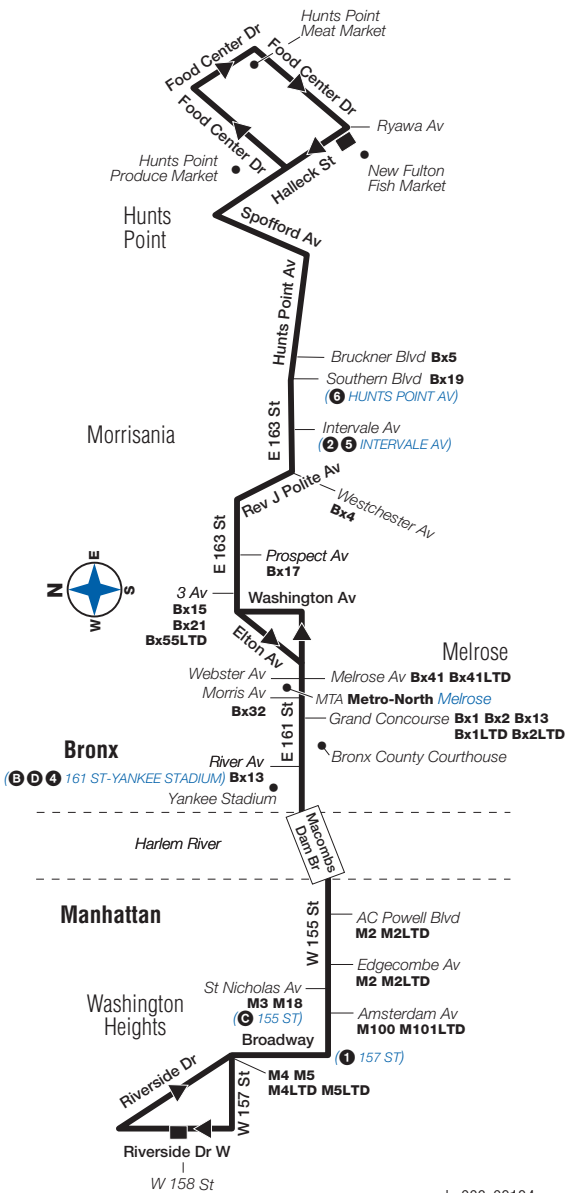 Hunts Point
Meat Market
Food Center Dr
Food Center Dr
Food Center Dr
Ryawa Av
Hunts Point
Produce Market
Halleck St
New Fulton
Fish Market
Hunts
Point
Spofford Av
Hunts Point Av
Bruckner Blvd Bx5
Southern Blvd Bx19
(6 HUNTS POINT AV)
E 163 St
Intervale Av
(2 5 INTERVALE AV)
Morrisania
Rev J Polite Av
Westchester Av
Bx4
E 163 St
Prospect Av
Bx17
N
E
S
W
3 Av
Bx15
Bx21
Bx55LTD
Washington Av
Elton Av
Melrose
Webster Av
Melrose Av Bx41 Bx41LTD
Morris Av
Bx32
MTA Metro-North Melrose
E 161 St
Grand Concourse Bx1 Bx2 Bx13
Bx1LTD Bx2LTD
Bronx
Bronx County Courthouse
River Av
(B D 4 161 ST-YANKEE STADIUM) Bx13
Yankee Stadium
Macombs
Dam Br
Harlem River
Manhattan
W 155 St
AC Powell Blvd
M2 M2LTD
Edgecombe Av
M2 M2LTD
St Nicholas Av
M3 M18
(C 155 ST)
Washington
Heights
Amsterdam Av
M100 M101LTD
Broadway
(1 157 ST)
Riverside Dr
W 157 St
M4 M5
M4LTD M5LTD
Riverside Dr W
W 158 St